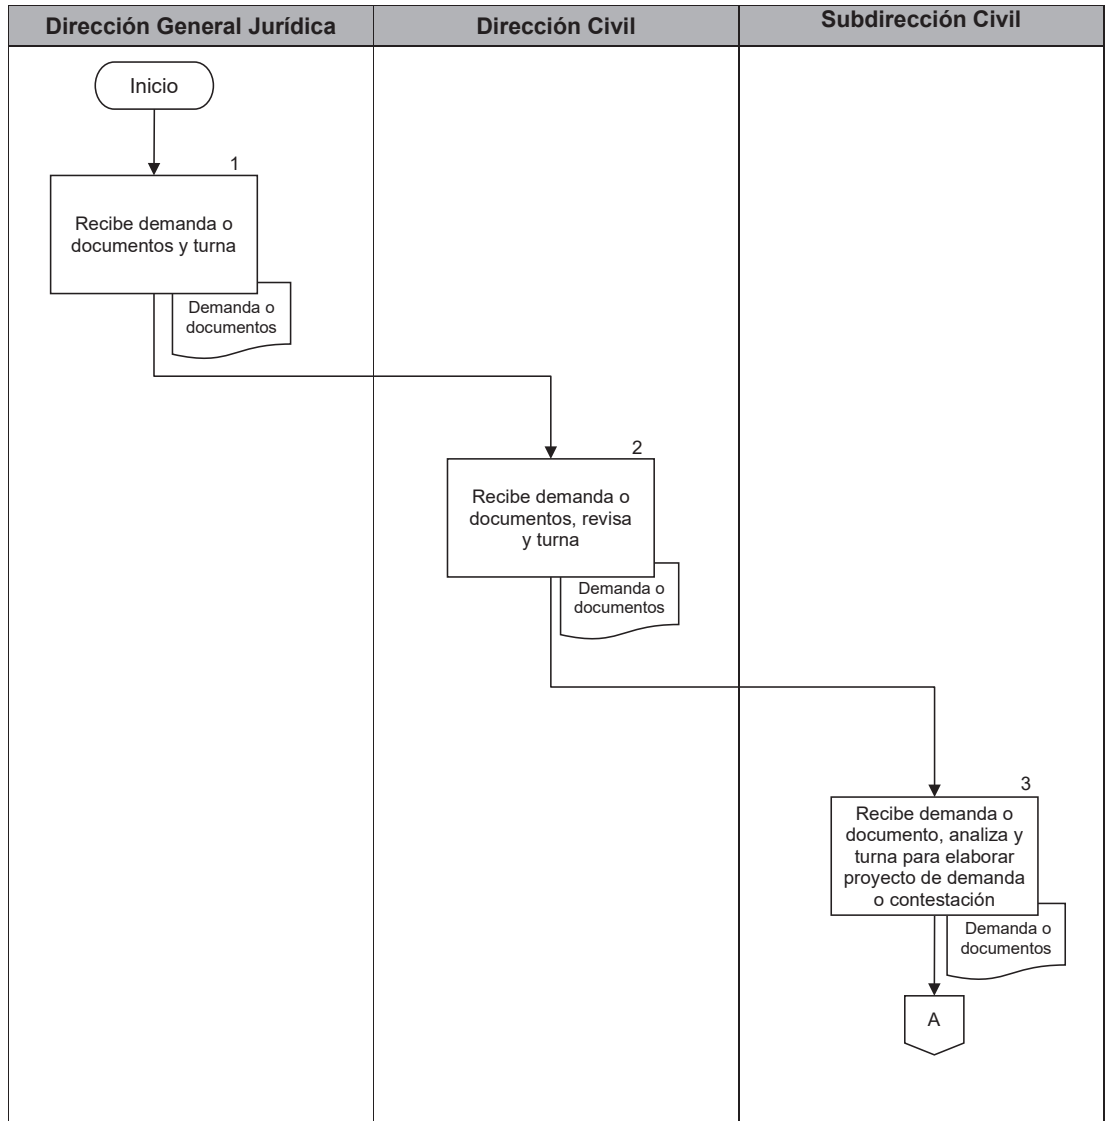 Dirección General Jurídica
Dirección Civil
Subdirección Civil
Inicio
1
Recibe demanda o
documentos y turna
Demanda o
documentos
2
Recibe demanda o
documentos, revisa
y turna
Demanda o
documentos
3
Recibe demanda o
documento, analiza y
turna para elaborar
proyecto de demanda
o contestación
Demanda o
documentos
A